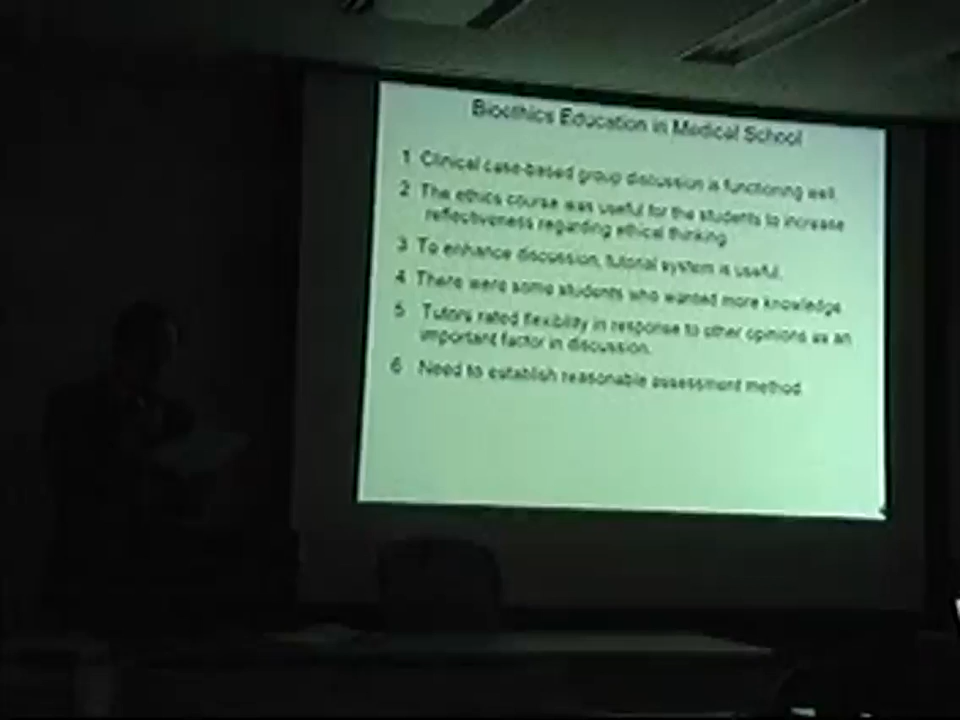 Bioethics Education in Medical School
1 Clinical case-based group discussion is functioning well.
2 The ethics course was useful for the students to increase
reflectiveness regarding ethical thinking
3 To enhance discussion, tutorial system is useful.
4 There were some students who wanted more knowledge
5 Tutors rated flexibility in response to other opinions as an
important factor in discussion.
6 Need to establish reasonable assessment method